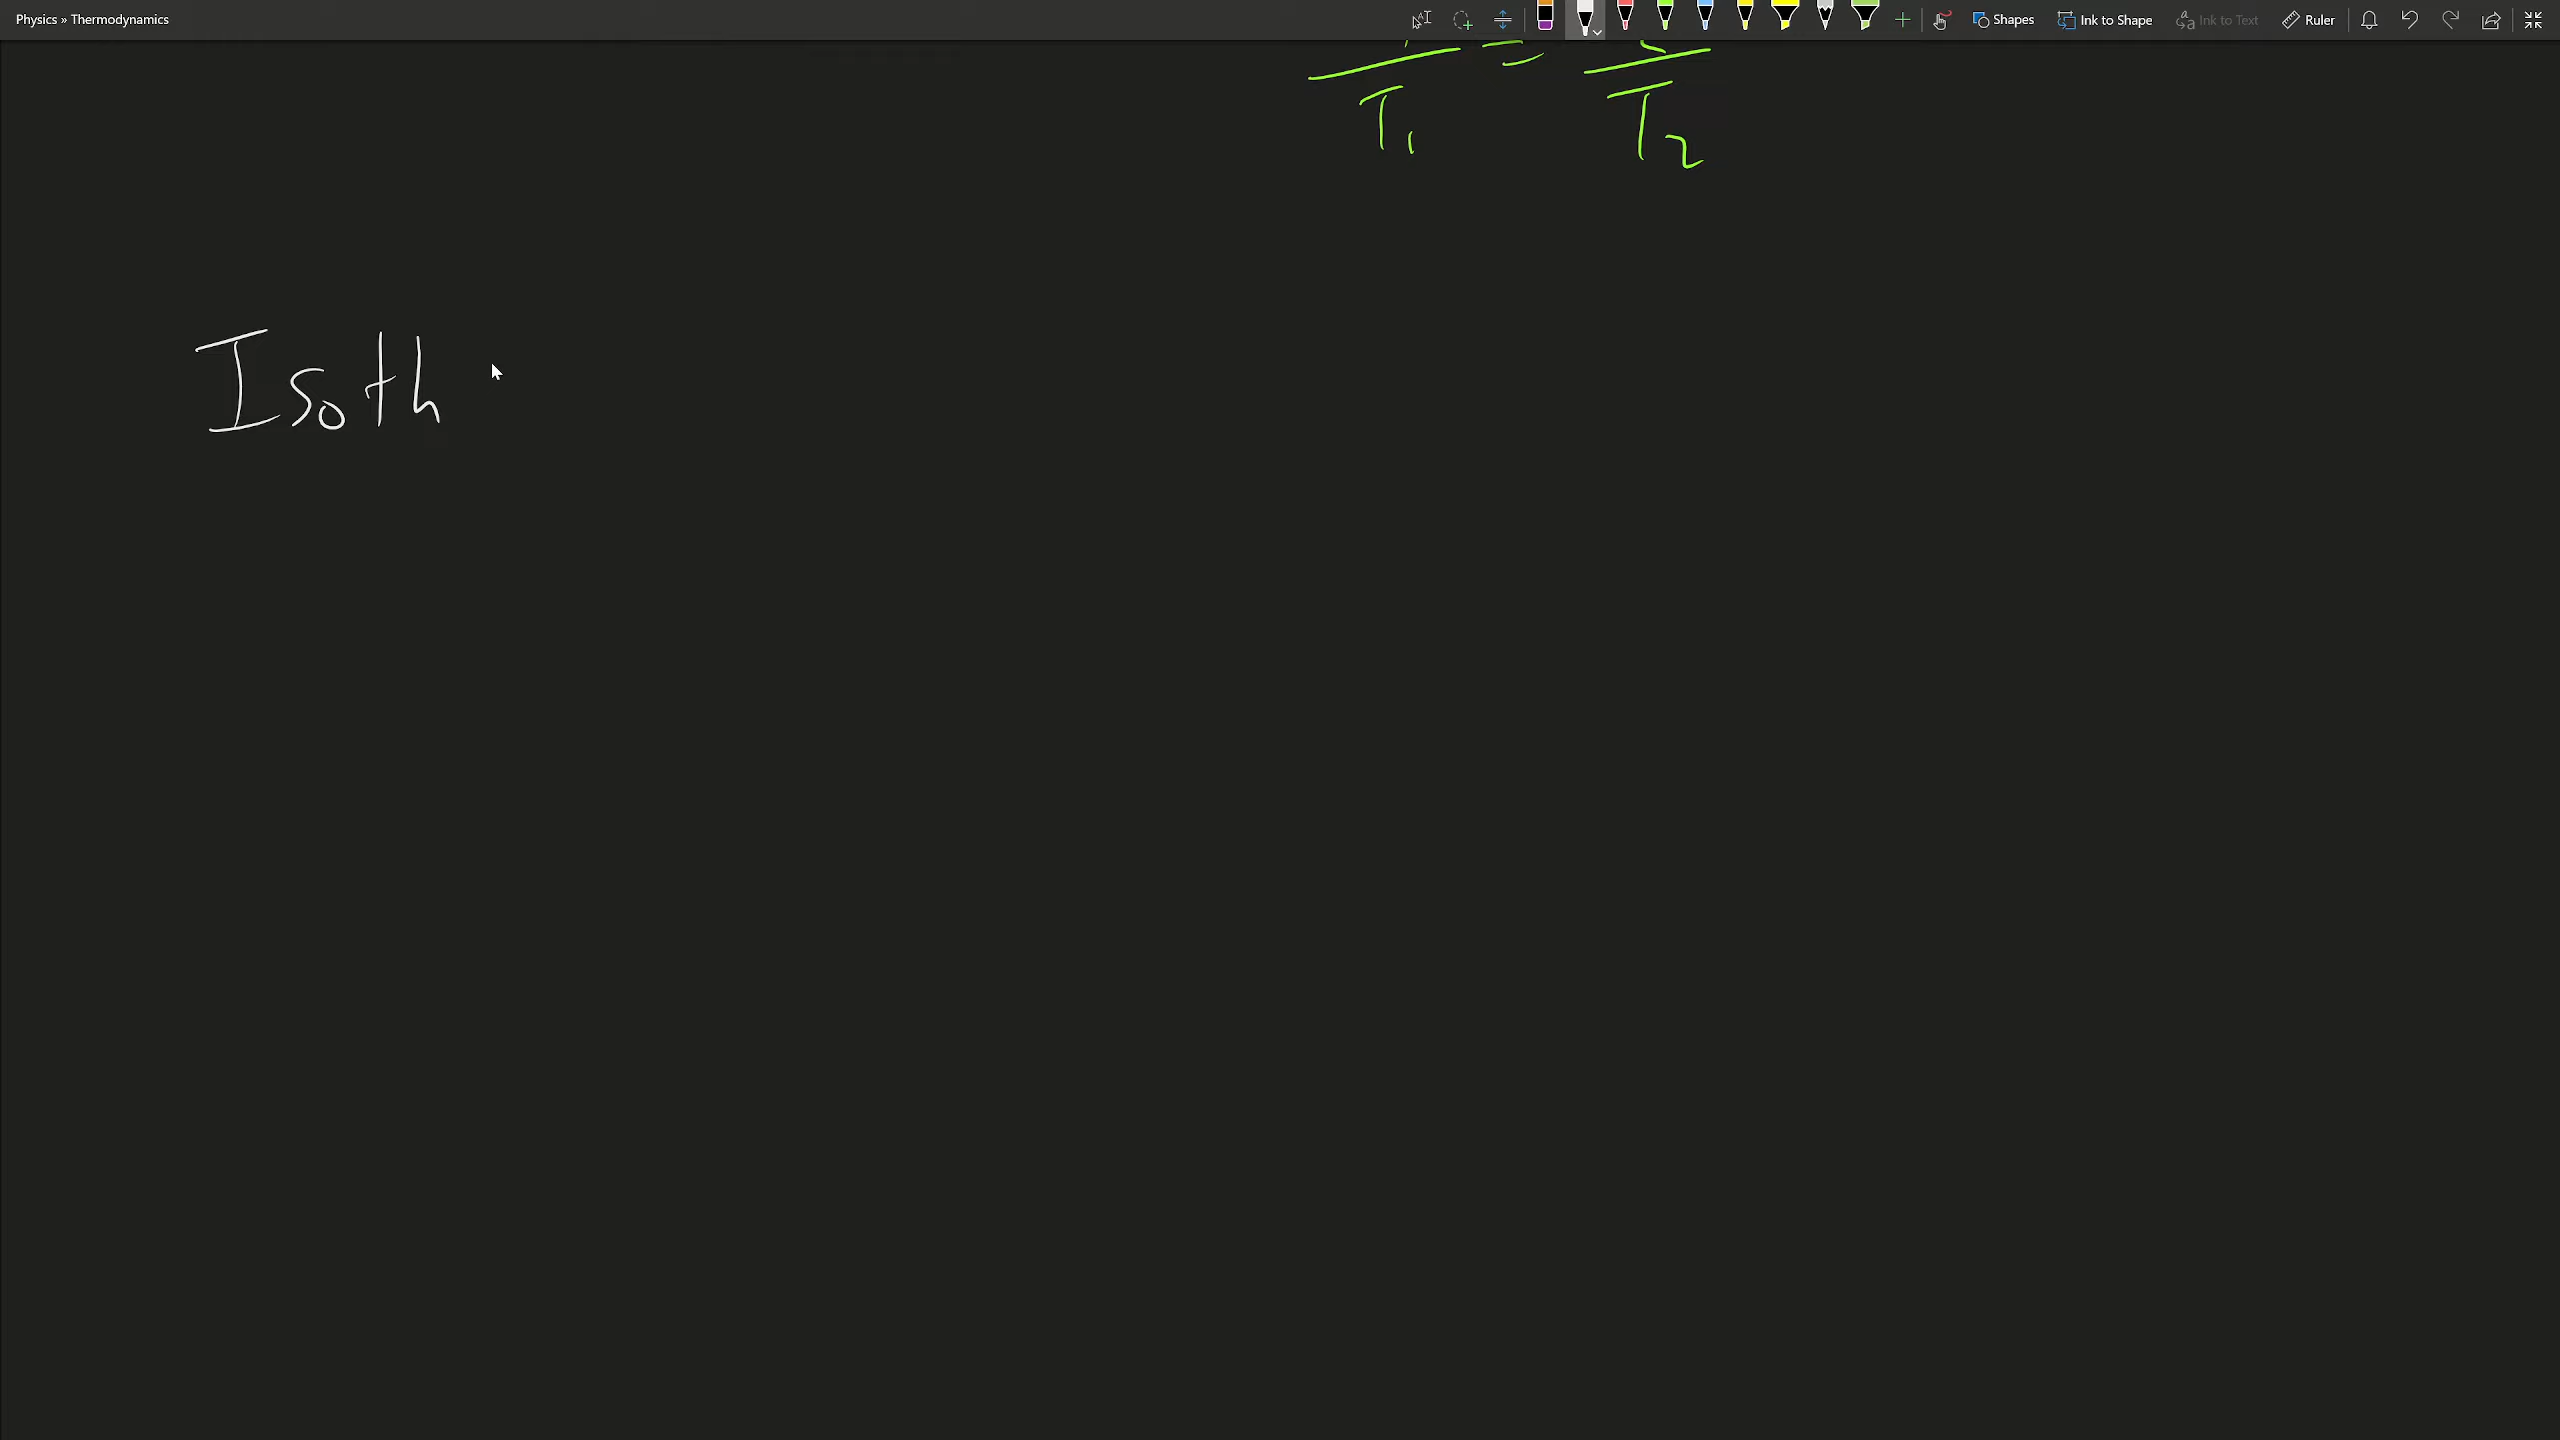 Physics » Thermodynamics
Shapes Ink to Shape Ink to Text Ruler
=
T₁ T₂
Isoth